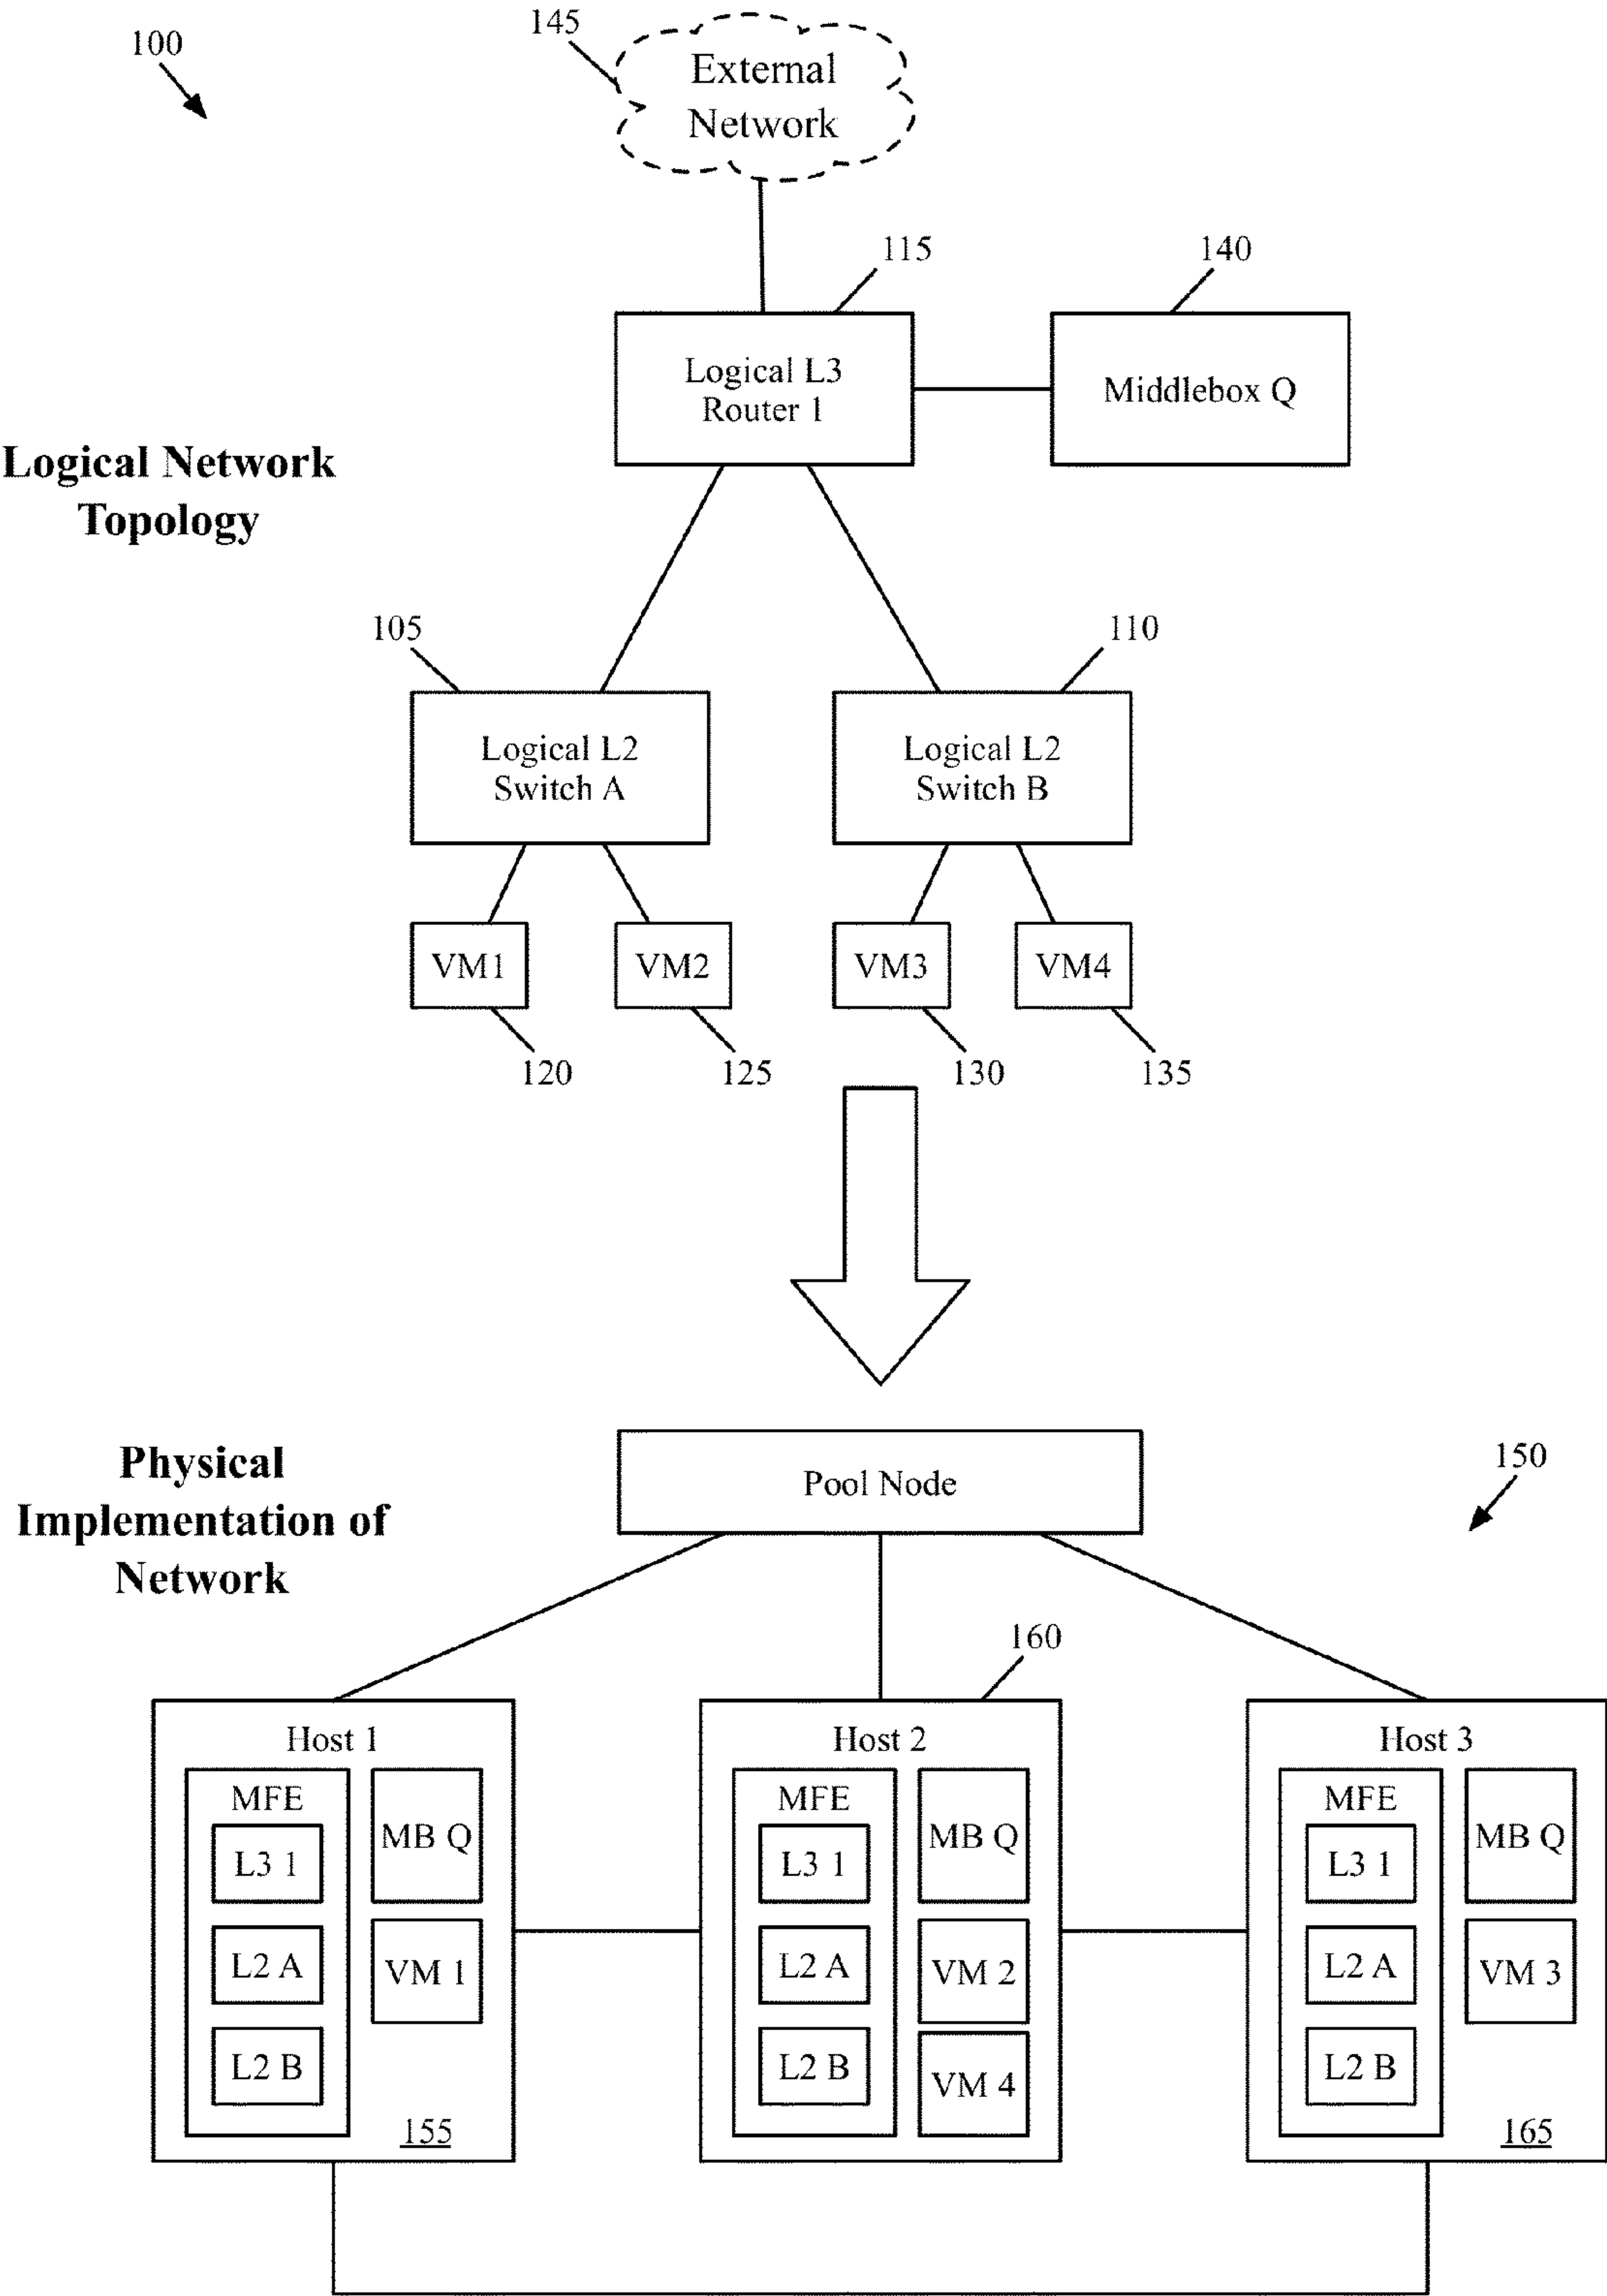 100
145
External
Network
115
140
Logical L3
Router 1
Middlebox Q
Logical Network
Topology
105
110
Logical L2
Switch A
Logical L2
Switch B
VM1
VM2
VM3
VM4
120
125
130
135
Physical
Implementation of
Network
Pool Node
150
160
Host 1
MFE
L3 1
L2 A
L2 B
MB Q
VM 1
155
Host 2
MFE
L3 1
L2 A
L2 B
MB Q
VM 2
VM 4
Host 3
MFE
L3 1
L2 A
L2 B
MB Q
VM 3
165